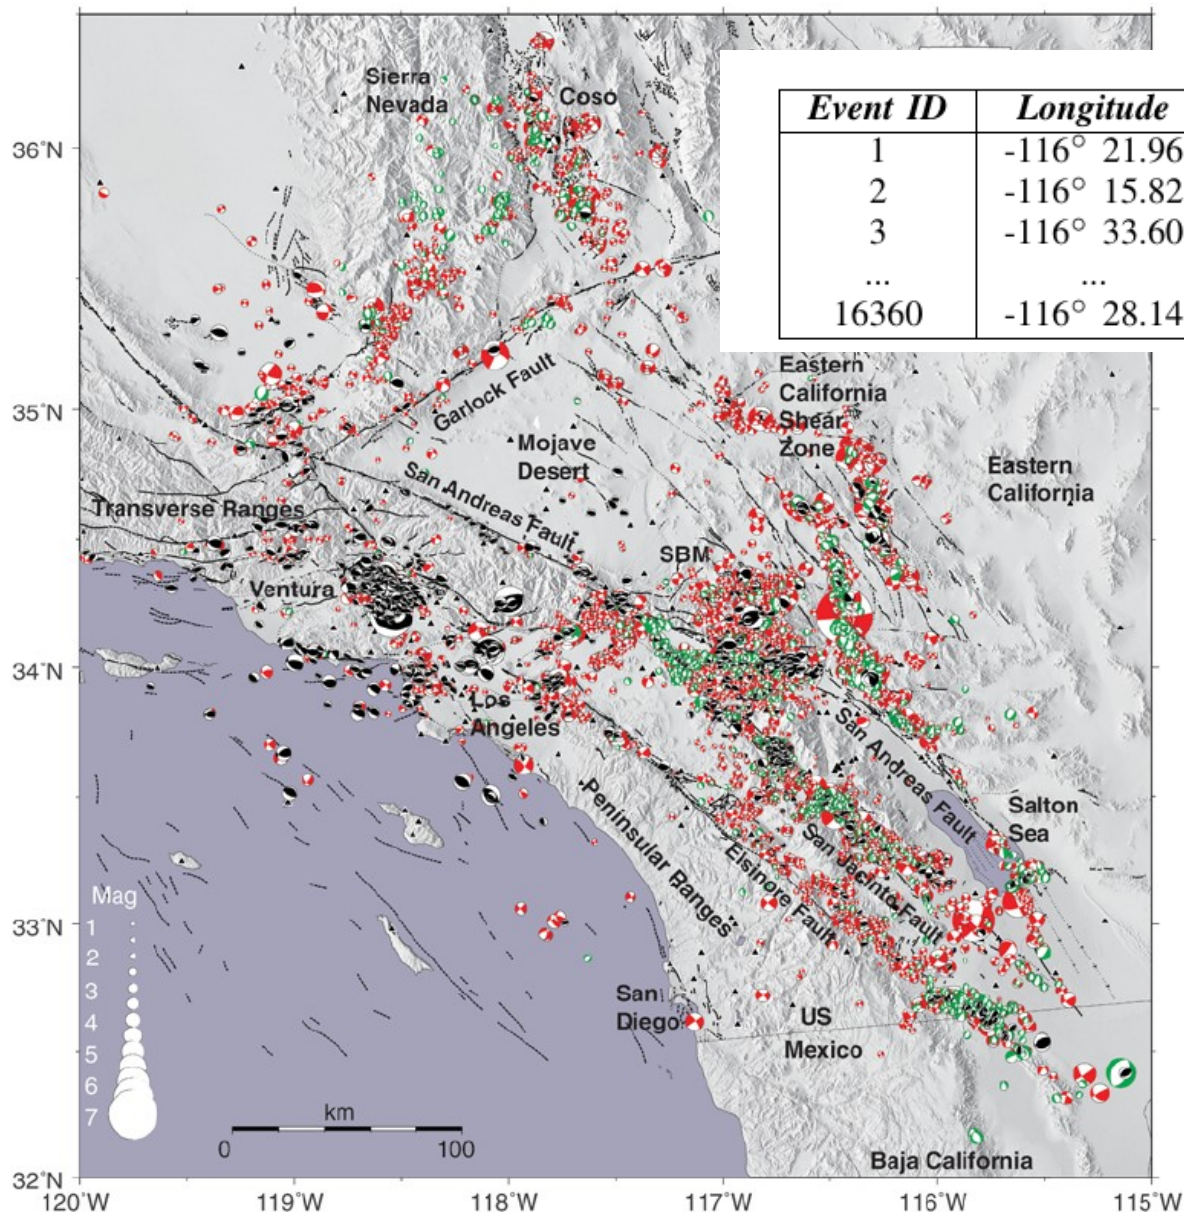 Sierra
Nevada
Coso
Event ID Longitude
1 -116° 21.96
2 -116° 15.82
3 -116° 33.60
... ...
16360 -116° 28.14
36°N
35°N
34°N
33°N
32°N
Garlock Fault
Eastern
California
Shear
Zone
Mojave
Desert
Eastern
California
San Andreas Fault
Transverse Ranges
SBM
Ventura
Los
Angeles
San Andreas Fault
Salton
Sea
Peninsular Ranges
Elsinore Fault
San Jacinto Fault
Mag
1
2
3
4
5
6
7
San
Diego
US
Mexico
km
0 100
Baja California
120°W 119°W 118°W 117°W 116°W 115°W